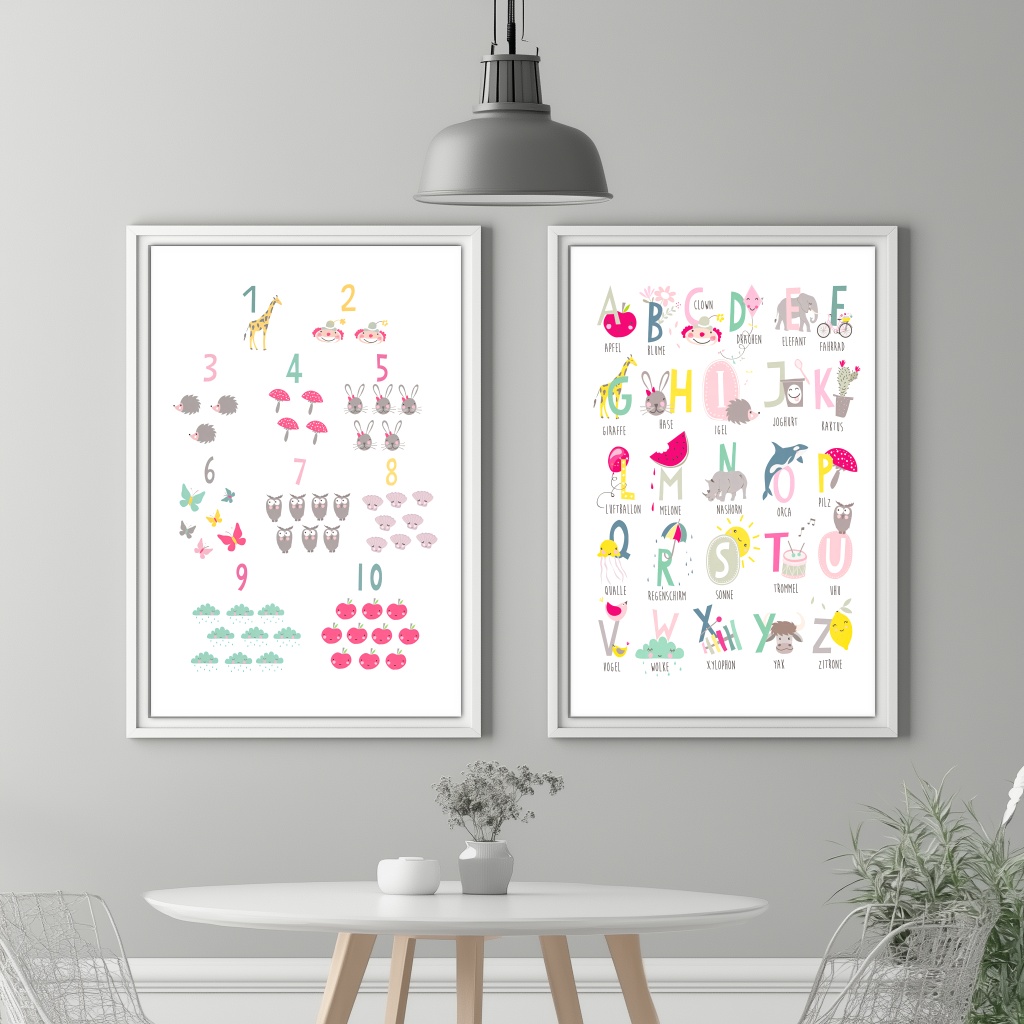 1 2
3 4 5
6 7 8
9 10
A B C D E F
CLOWN
APFEL BLUME DRACHEN ELEFANT FAHRRAD
G H I J K
GIRAFFE HASE IGEL JOGHURT KAKTUS
L M N O P
LUFTBALLON MELONE NASHORN ORCA PILZ
Q R S T U
QUALLE REGENSCHIRM SONNE TROMMEL UHU
V W X Y Z
VOGEL WOLKE XYLOPHON YAK ZITRONE